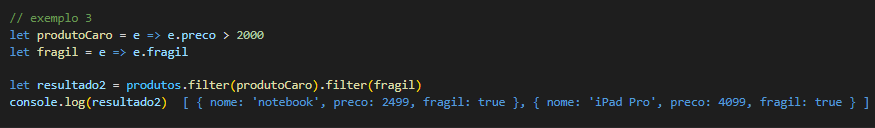 // exemplo 3
let produtoCaro = e => e.preco > 2000
let fragil = e => e.fragil
let resultado2 = produtos.filter(produtoCaro).filter(fragil)
console.log(resultado2)  [ { nome: 'notebook', preco: 2499, fragil: true }, { nome: 'iPad Pro', preco: 4099, fragil: true } ]